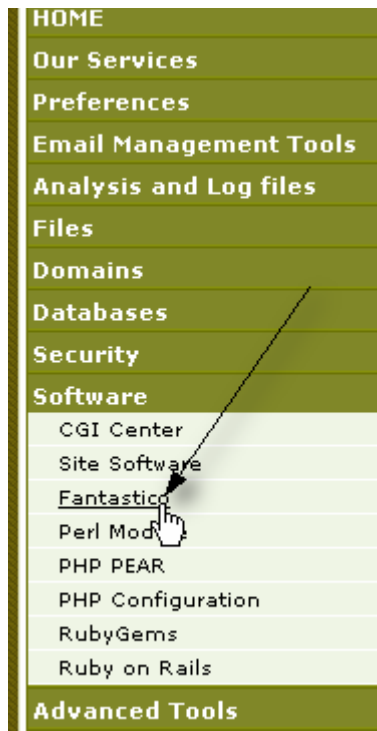 HOME
Our Services
Preferences
Email Management Tools
Analysis and Log files
Files
Domains
Databases
Security
Software
CGI Center
Site Software
Fantastico
Perl
PHP PEAR
PHP Configuration
RubyGems
Ruby on Rails
Advanced Tools